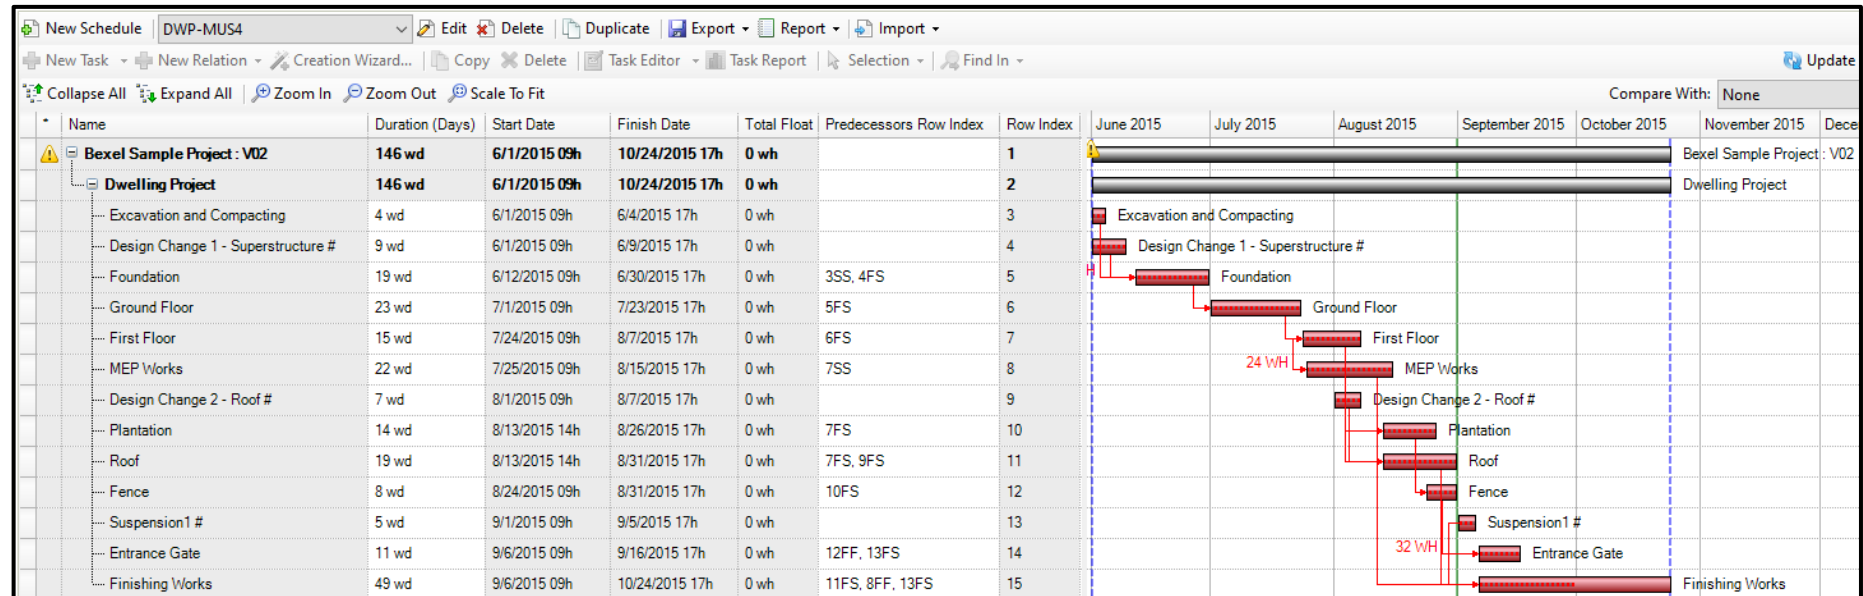 New Schedule DWP-MUS4 Edit Delete Duplicate Export Report Import
New Task New Relation Creation Wizard... Copy Delete Task Editor Task Report Selection Find In Update
Collapse All Expand All Zoom In Zoom Out Scale To Fit Compare With: None
* Name Duration (Days) Start Date Finish Date Total Float Predecessors Row Index Row Index June 2015 July 2015 August 2015 September 2015 October 2015 November 2015 Dece
Bexel Sample Project : V02 146 wd 6/1/2015 09h 10/24/2015 17h 0 wh 1 Bexel Sample Project : V02
Dwelling Project 146 wd 6/1/2015 09h 10/24/2015 17h 0 wh 2 Dwelling Project
Excavation and Compacting 4 wd 6/1/2015 09h 6/4/2015 17h 0 wh 3 Excavation and Compacting
Design Change 1 - Superstructure # 9 wd 6/1/2015 09h 6/9/2015 17h 0 wh 4 Design Change 1 - Superstructure #
Foundation 19 wd 6/12/2015 09h 6/30/2015 17h 0 wh 3SS, 4FS 5 H Foundation
Ground Floor 23 wd 7/1/2015 09h 7/23/2015 17h 0 wh 5FS 6 Ground Floor
First Floor 15 wd 7/24/2015 09h 8/7/2015 17h 0 wh 6FS 7 First Floor
MEP Works 22 wd 7/25/2015 09h 8/15/2015 17h 0 wh 7SS 8 24 WH MEP Works
Design Change 2 - Roof # 7 wd 8/1/2015 09h 8/7/2015 17h 0 wh 9 Design Change 2 - Roof #
Plantation 14 wd 8/13/2015 14h 8/26/2015 17h 0 wh 7FS 10 Plantation
Roof 19 wd 8/13/2015 14h 8/31/2015 17h 0 wh 7FS, 9FS 11 Roof
Fence 8 wd 8/24/2015 09h 8/31/2015 17h 0 wh 10FS 12 Fence
Suspension1 # 5 wd 9/1/2015 09h 9/5/2015 17h 0 wh 13 Suspension1 #
Entrance Gate 11 wd 9/6/2015 09h 9/16/2015 17h 0 wh 12FF, 13FS 14 32 WH Entrance Gate
Finishing Works 49 wd 9/6/2015 09h 10/24/2015 17h 0 wh 11FS, 8FF, 13FS 15 Finishing Works